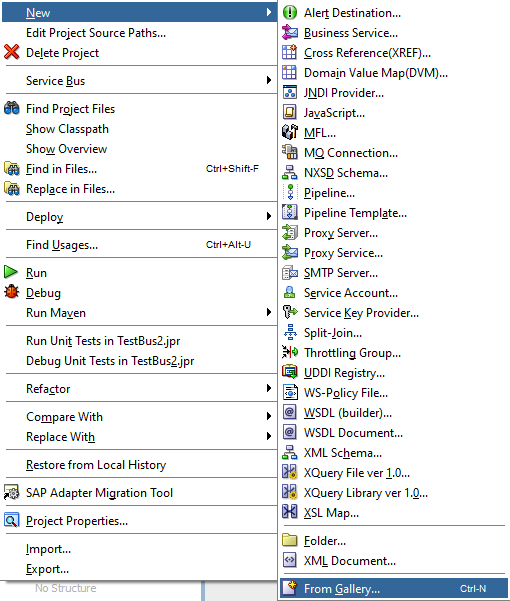 New
Edit Project Source Paths...
Delete Project
Service Bus
Find Project Files
Show Classpath
Show Overview
Find in Files... Ctrl+Shift-F
Replace in Files...
Deploy
Find Usages... Ctrl+Alt-U
Run
Debug
Run Maven
Run Unit Tests in TestBus2.jpr
Debug Unit Tests in TestBus2.jpr
Refactor
Compare With
Replace With
Restore from Local History
SAP Adapter Migration Tool
Project Properties...
Import...
Export...
No Structure
Alert Destination...
Business Service...
Cross Reference(XREF)...
Domain Value Map(DVM)...
JNDI Provider...
JavaScript...
MFL...
MQ Connection...
NXSD Schema...
Pipeline...
Pipeline Template...
Proxy Server...
Proxy Service...
SMTP Server...
Service Account...
Service Key Provider...
Split-Join...
Throttling Group...
UDDI Registry...
WS-Policy File...
WSDL (builder)...
WSDL Document...
XML Schema...
XQuery File ver 1.0...
XQuery Library ver 1.0...
XSL Map...
Folder...
XML Document...
From Gallery... Ctrl-N